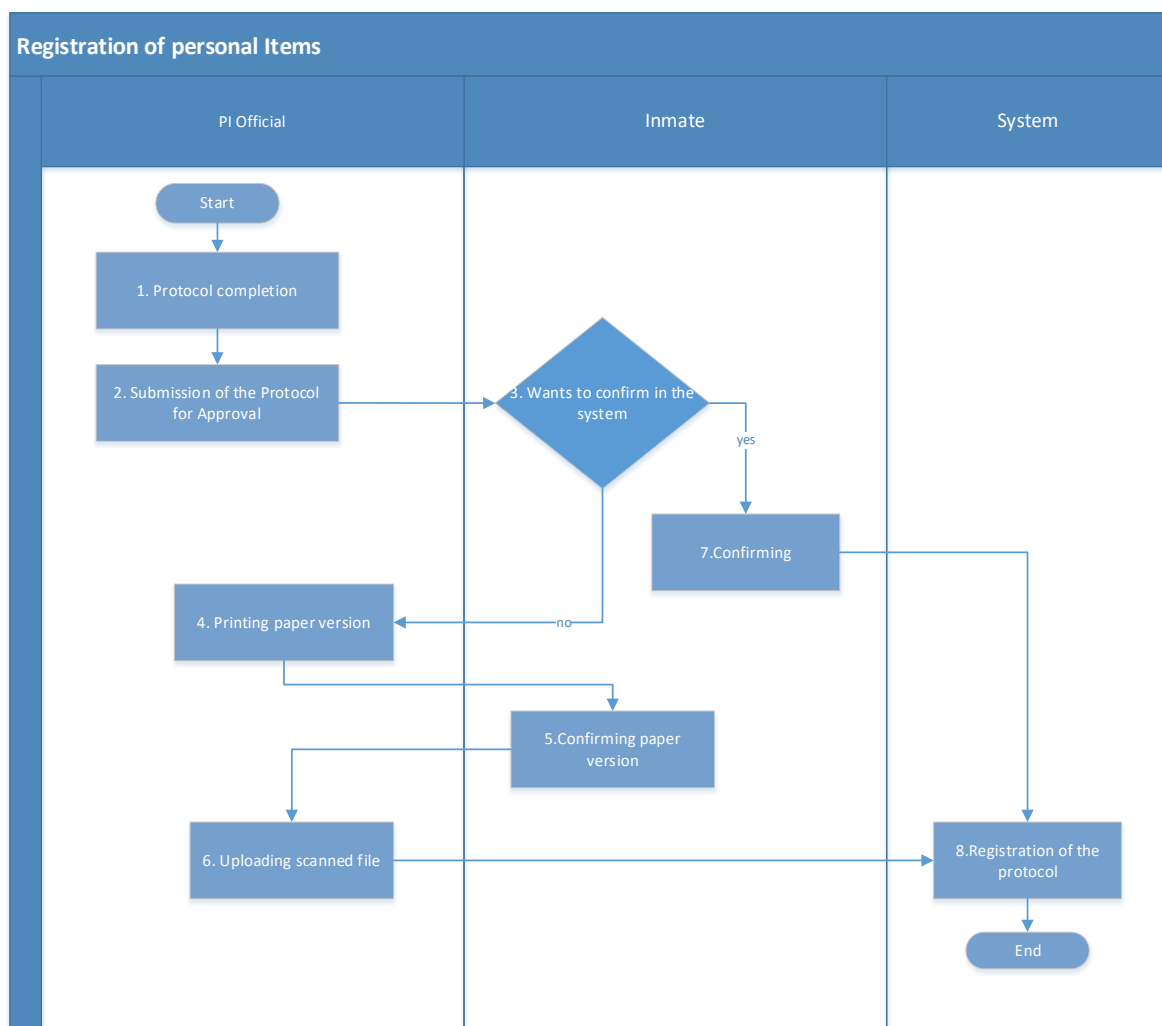 Registration of personal Items
PI Official
Inmate
System
Start
1. Protocol completion
2. Submission of the Protocol
for Approval
3. Wants to confirm in the
system
yes
7.Confirming
4. Printing paper version
no
5.Confirming paper
version
6. Uploading scanned file
8.Registration of the
protocol
End